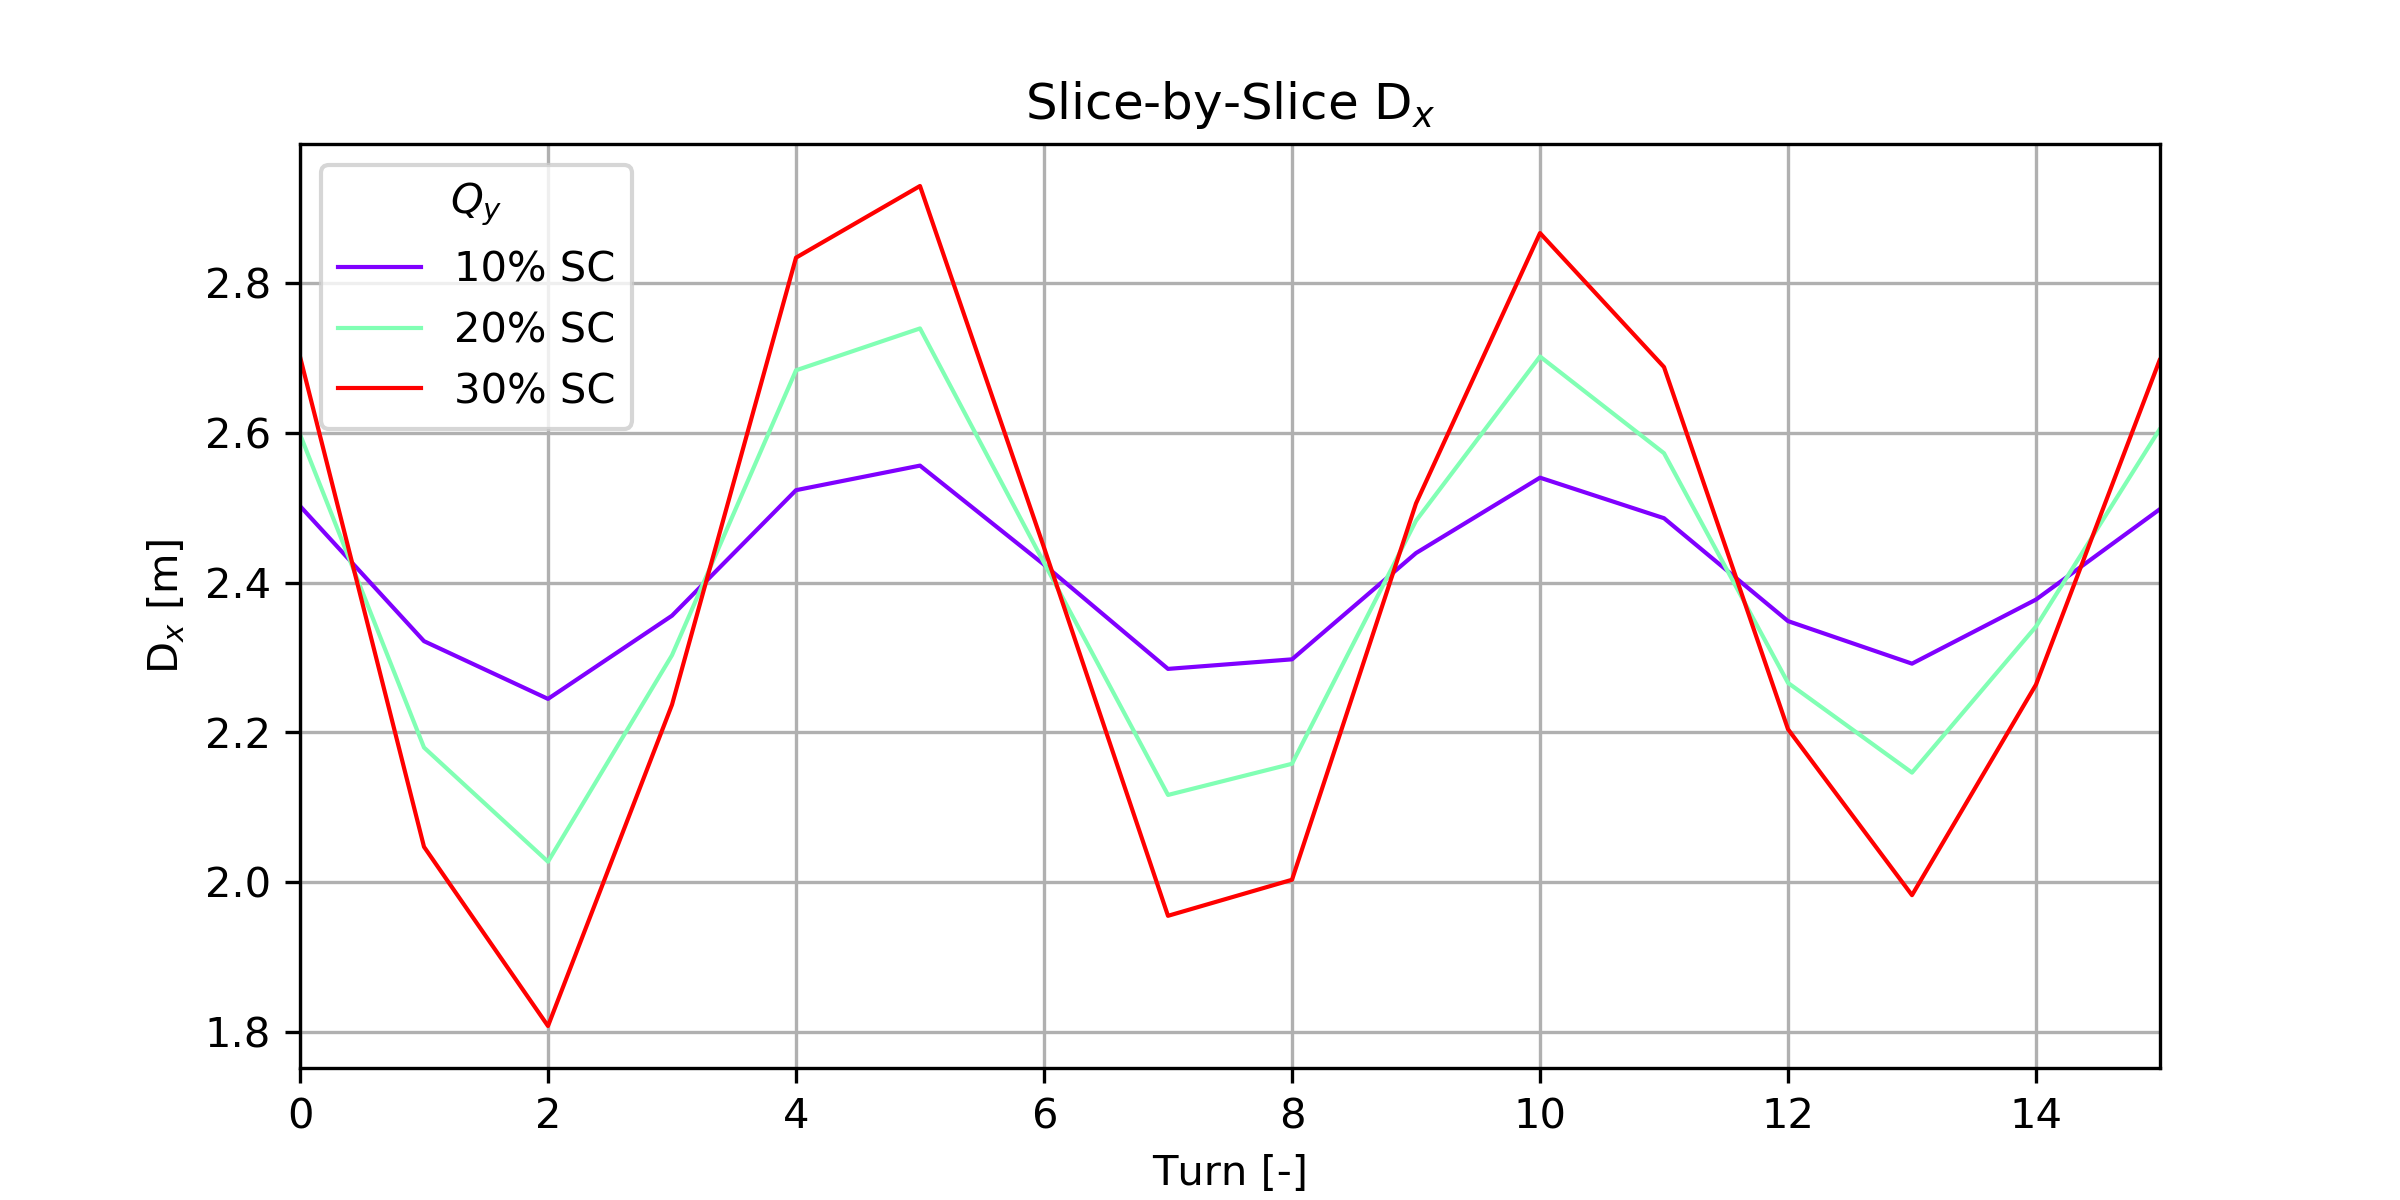 Slice-by-Slice Dₓ
Q_y
10% SC
20% SC
30% SC
Dₓ [m]
2.8
2.6
2.4
2.2
2.0
1.8
0 2 4 6 8 10 12 14
Turn [-]